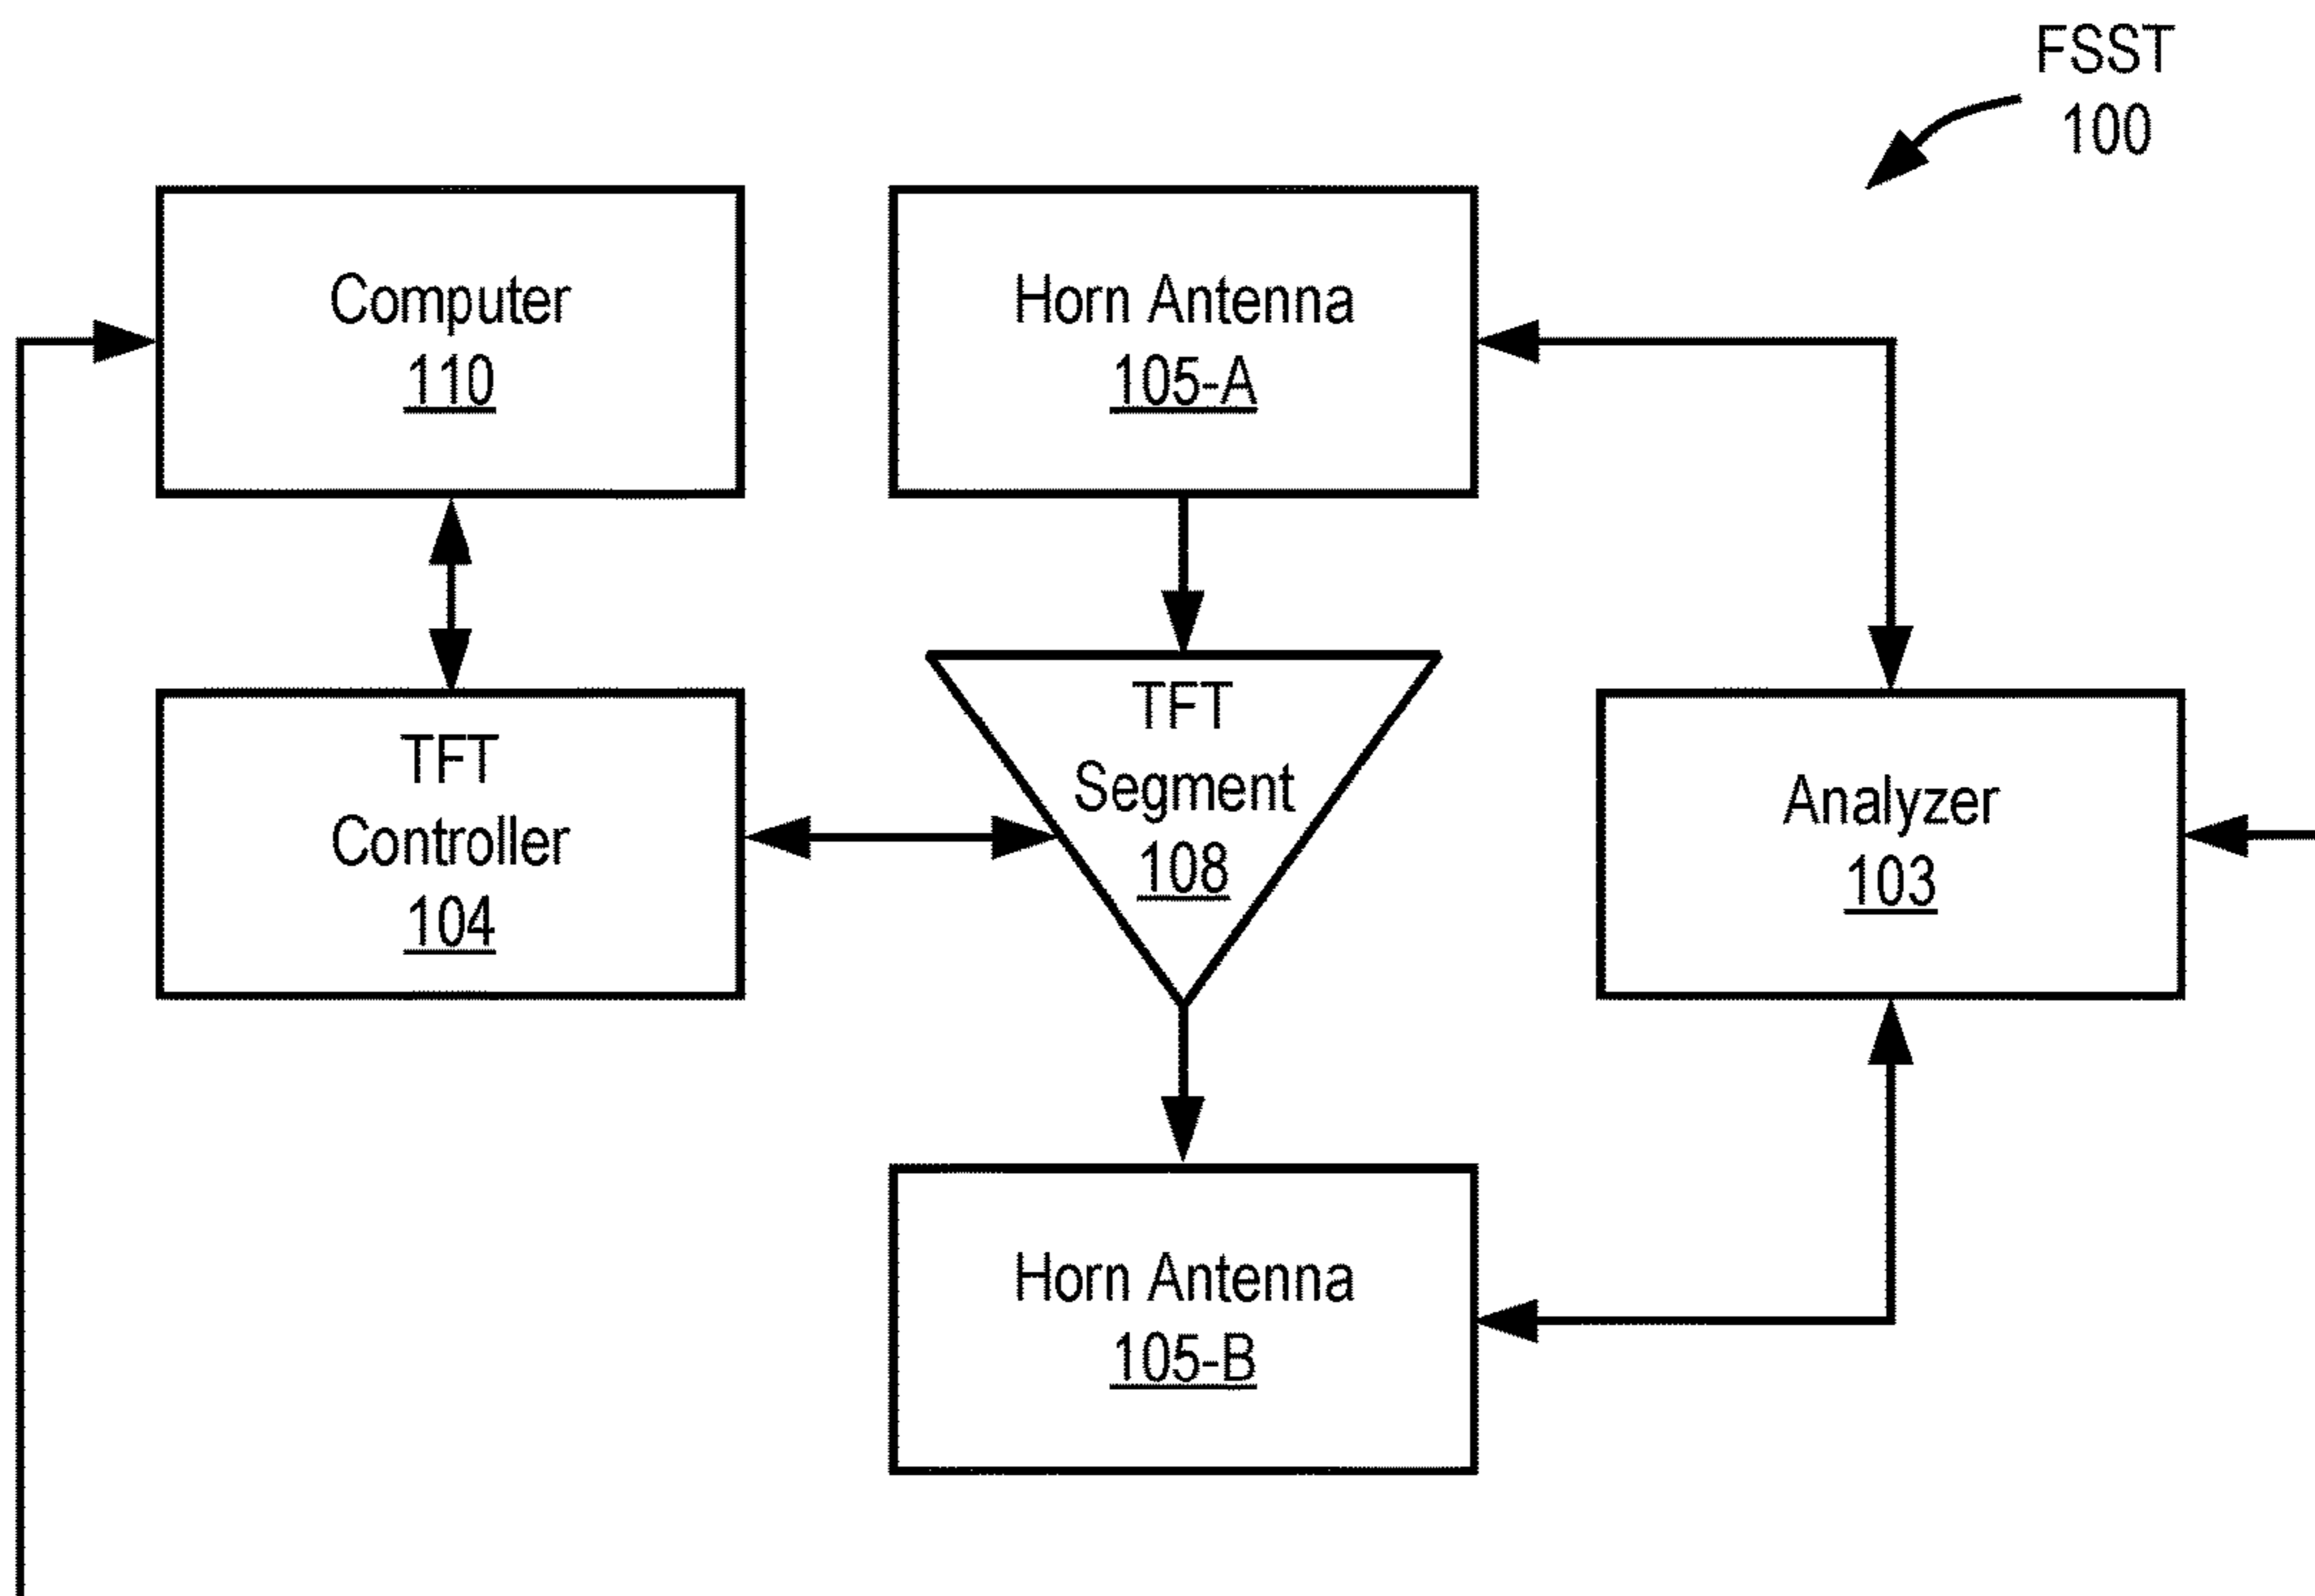 FSST
100
Computer
110
Horn Antenna
105-A
TFT
Controller
104
TFT
Segment
108
Analyzer
103
Horn Antenna
105-B